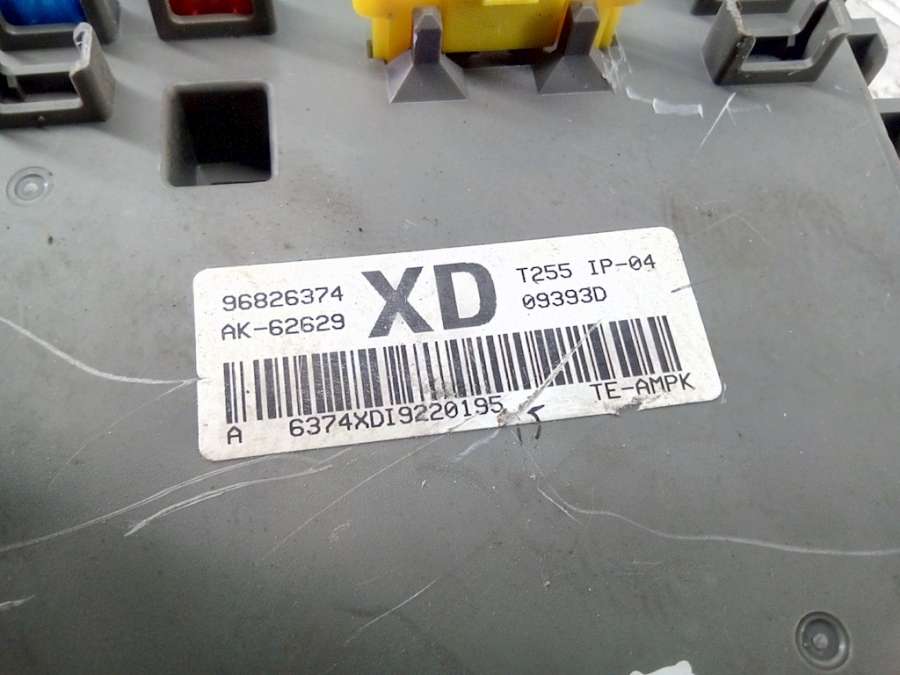 96826374
AK-62629
XD
T255 IP-04
09393D
A 6374XDI9220195
TE-AMPK